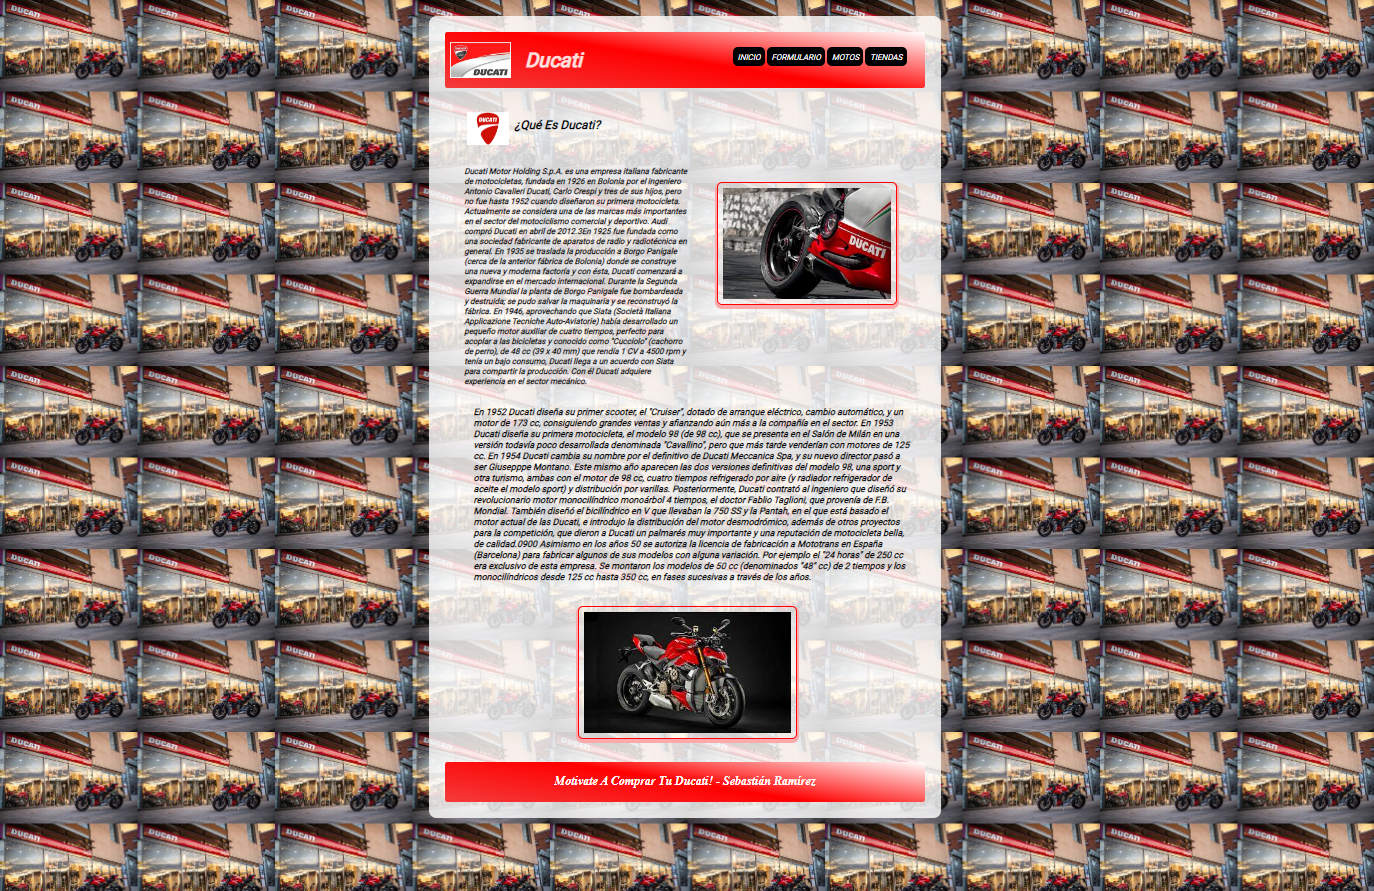 DUCATI
Ducati
INICIO FORMULARIO MOTOS TIENDAS
DUCATI
¿Qué Es Ducati?
Ducati Motor Holding S.p.A. es una empresa italiana fabricante
de motocicletas, fundada en 1926 en Bolonia por el ingeniero
Antonio Cavalieri Ducati, Carlo Crespi y tres de sus hijos, pero
no fue hasta 1952 cuando diseñaron su primera motocicleta.
Actualmente se considera una de las marcas más importantes
en el sector del motociclismo comercial y deportivo. Audi
compró Ducati en abril de 2012.3En 1925 fue fundada como
una sociedad fabricante de aparatos de radio y radiotécnica en
general. En 1935 se traslada la producción a Borgo Panigale
(cerca de la anterior fábrica de Bolonia) donde se construye
una nueva y moderna factoría y con ésta, Ducati comenzará a
expandirse en el mercado internacional. Durante la Segunda
Guerra Mundial la planta de Borgo Panigale fue bombardeada
y destruida; se pudo salvar la maquinaria y se reconstruyó la
fábrica. En 1946, aprovechando que Siata (Società Italiana
Applicazione Tecniche Auto-Aviatorie) había desarrollado un
pequeño motor auxiliar de cuatro tiempos, perfecto para
acoplar a las bicicletas y conocido como "Cucciolo" (cachorro
de perro), de 48 cc (39 x 40 mm) que rendía 1 CV a 4500 rpm y
tenía un bajo consumo, Ducati llega a un acuerdo con Siata
para compartir la producción. Con él Ducati adquiere
experiencia en el sector mecánico.
DUCATI
En 1952 Ducati diseña su primer scooter, el "Cruiser", dotado de arranque eléctrico, cambio automático, y un
motor de 173 cc, consiguiendo grandes ventas y afianzando aún más a la compañía en el sector. En 1953
Ducati diseña su primera motocicleta, el modelo 98 (de 98 cc), que se presenta en el Salón de Milán en una
versión todavía poco desarrollada denominada "Cavallino", pero que más tarde venderían con motores de 125
cc. En 1954 Ducati cambia su nombre por el definitivo de Ducati Meccanica Spa, y su nuevo director pasó a
ser Giusepppe Montano. Este mismo año aparecen las dos versiones definitivas del modelo 98, una sport y
otra turismo, ambas con el motor de 98 cc, cuatro tiempos refrigerado por aire (y radiador refrigerador de
aceite el modelo sport) y distribución por varillas. Posteriormente, Ducati contrató al ingeniero que diseñó su
revolucionario motor monocilíndrico monoárbol 4 tiempos, el doctor Fablio Taglioni, que provenía de F.B.
Mondial. También diseñó el bicilíndrico en V que llevaban la 750 SS y la Pantah, en el que está basado el
motor actual de las Ducati, e introdujo la distribución del motor desmodrómico, además de otros proyectos
para la competición, que dieron a Ducati un palmarés muy importante y una reputación de motocicleta bella,
de calidad.0900 Asimismo en los años 50 se autoriza la licencia de fabricación a Mototrans en España
(Barcelona) para fabricar algunos de sus modelos con alguna variación. Por ejemplo el "24 horas" de 250 cc
era exclusivo de esta empresa. Se montaron los modelos de 50 cc (denominados "48" cc) de 2 tiempos y los
monocilíndricos desde 125 cc hasta 350 cc, en fases sucesivas a través de los años.
Motivate A Comprar Tu Ducati! - Sebastián Ramírez